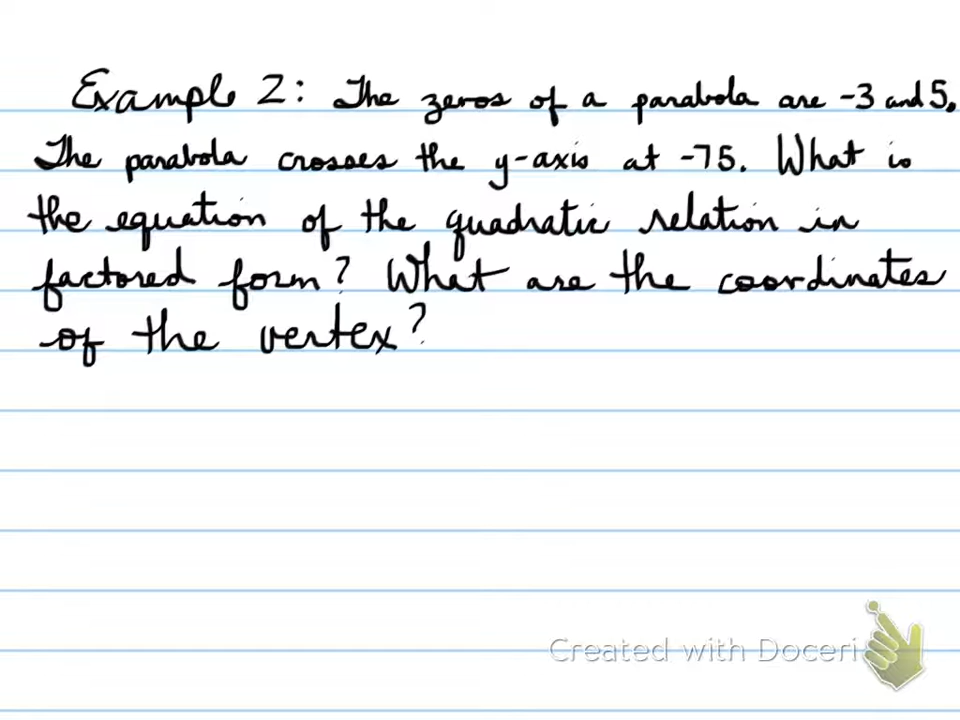 Example 2: The zeros of a parabola are -3 and 5.
The parabola crosses the y-axis at -75. What is
the equation of the quadratic relation in
factored form? What are the coordinates
of the vertex?
Created with Doceri